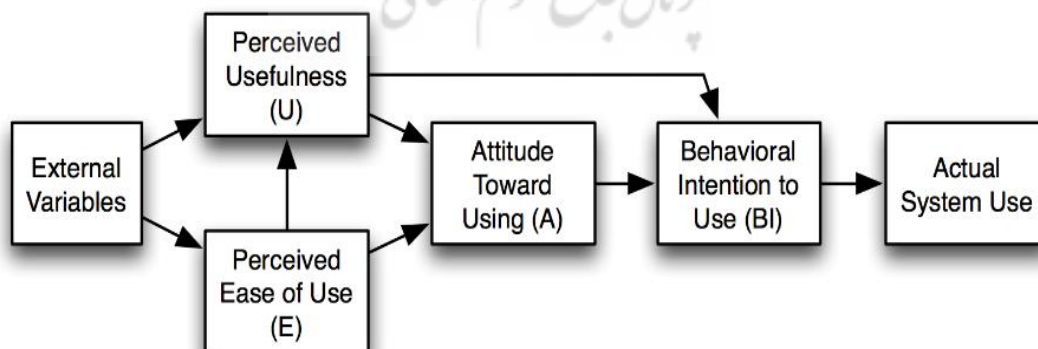 Perceived
Usefulness
(U)
External
Variables
Perceived
Ease of Use
(E)
Attitude
Toward
Using (A)
Behavioral
Intention to
Use (BI)
Actual
System Use